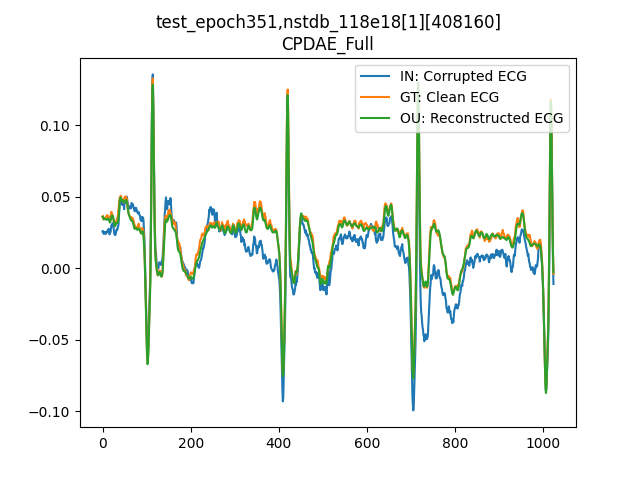 test_epoch351,nstdb_118e18[1][408160]
CPDAE_Full
IN: Corrupted ECG
GT: Clean ECG
OU: Reconstructed ECG
0.10
0.05
0.00
−0.05
−0.10
0 200 400 600 800 1000